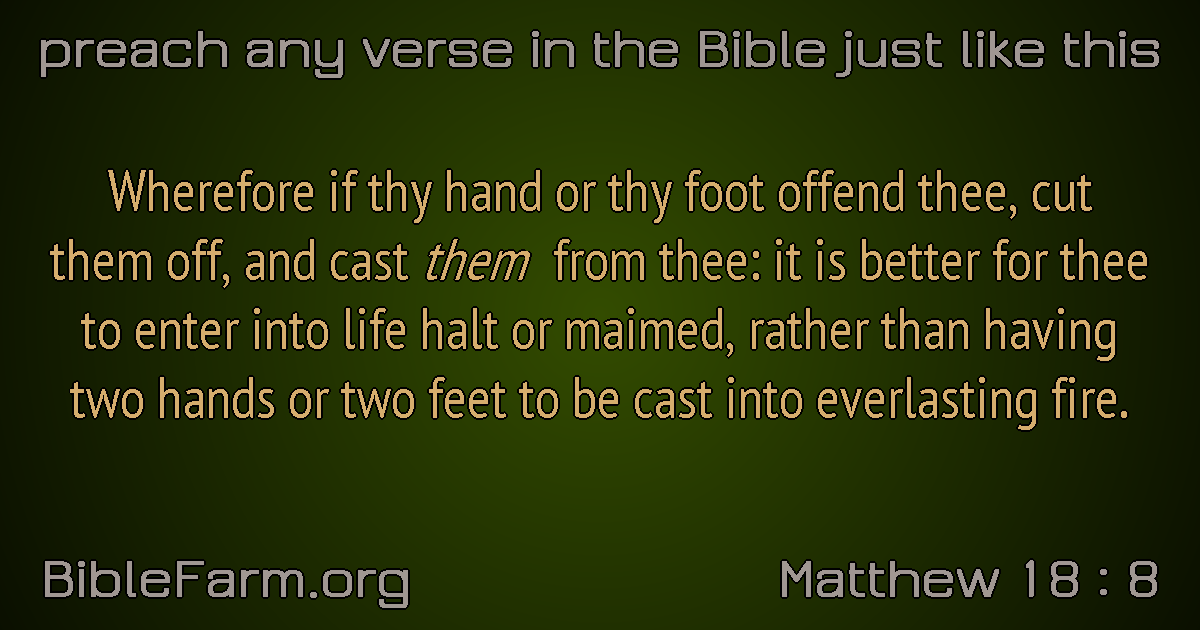 preach any verse in the Bible just like this
Wherefore if thy hand or thy foot offend thee, cut
them off, and cast them from thee: it is better for thee
to enter into life halt or maimed, rather than having
two hands or two feet to be cast into everlasting fire.
BibleFarm.org
Matthew 18 : 8